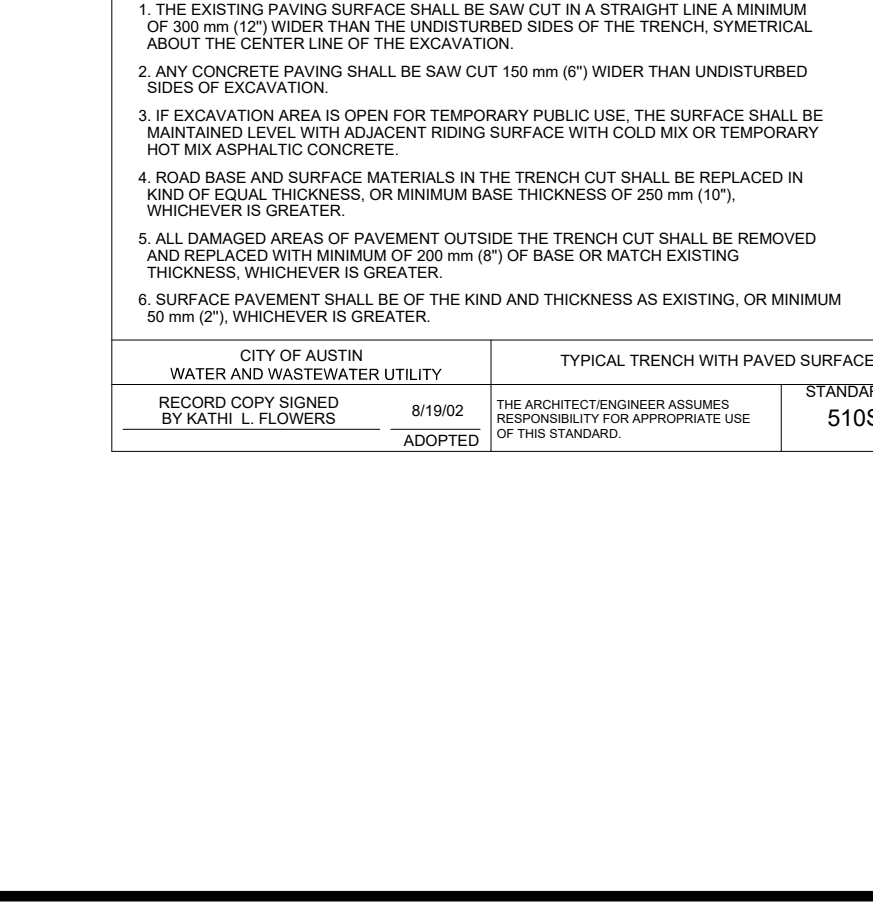 1. THE EXISTING PAVING SURFACE SHALL BE SAW CUT IN A STRAIGHT LINE A MINIMUM
OF 300 mm (12") WIDER THAN THE UNDISTURBED SIDES OF THE TRENCH, SYMETRICAL
ABOUT THE CENTER LINE OF THE EXCAVATION.
2. ANY CONCRETE PAVING SHALL BE SAW CUT 150 mm (6") WIDER THAN UNDISTURBED
SIDES OF EXCAVATION.
3. IF EXCAVATION AREA IS OPEN FOR TEMPORARY PUBLIC USE, THE SURFACE SHALL BE
MAINTAINED LEVEL WITH ADJACENT RIDING SURFACE WITH COLD MIX OR TEMPORARY
HOT MIX ASPHALTIC CONCRETE.
4. ROAD BASE AND SURFACE MATERIALS IN THE TRENCH CUT SHALL BE REPLACED IN
KIND OF EQUAL THICKNESS, OR MINIMUM BASE THICKNESS OF 250 mm (10"),
WHICHEVER IS GREATER.
5. ALL DAMAGED AREAS OF PAVEMENT OUTSIDE THE TRENCH CUT SHALL BE REMOVED
AND REPLACED WITH MINIMUM OF 200 mm (8") OF BASE OR MATCH EXISTING
THICKNESS, WHICHEVER IS GREATER.
6. SURFACE PAVEMENT SHALL BE OF THE KIND AND THICKNESS AS EXISTING, OR MINIMUM
50 mm (2"), WHICHEVER IS GREATER.
CITY OF AUSTIN
WATER AND WASTEWATER UTILITY
TYPICAL TRENCH WITH PAVED SURFACE
RECORD COPY SIGNED
BY KATHI L. FLOWERS
8/19/02
ADOPTED
THE ARCHITECT/ENGINEER ASSUMES
RESPONSIBILITY FOR APPROPRIATE USE
OF THIS STANDARD.